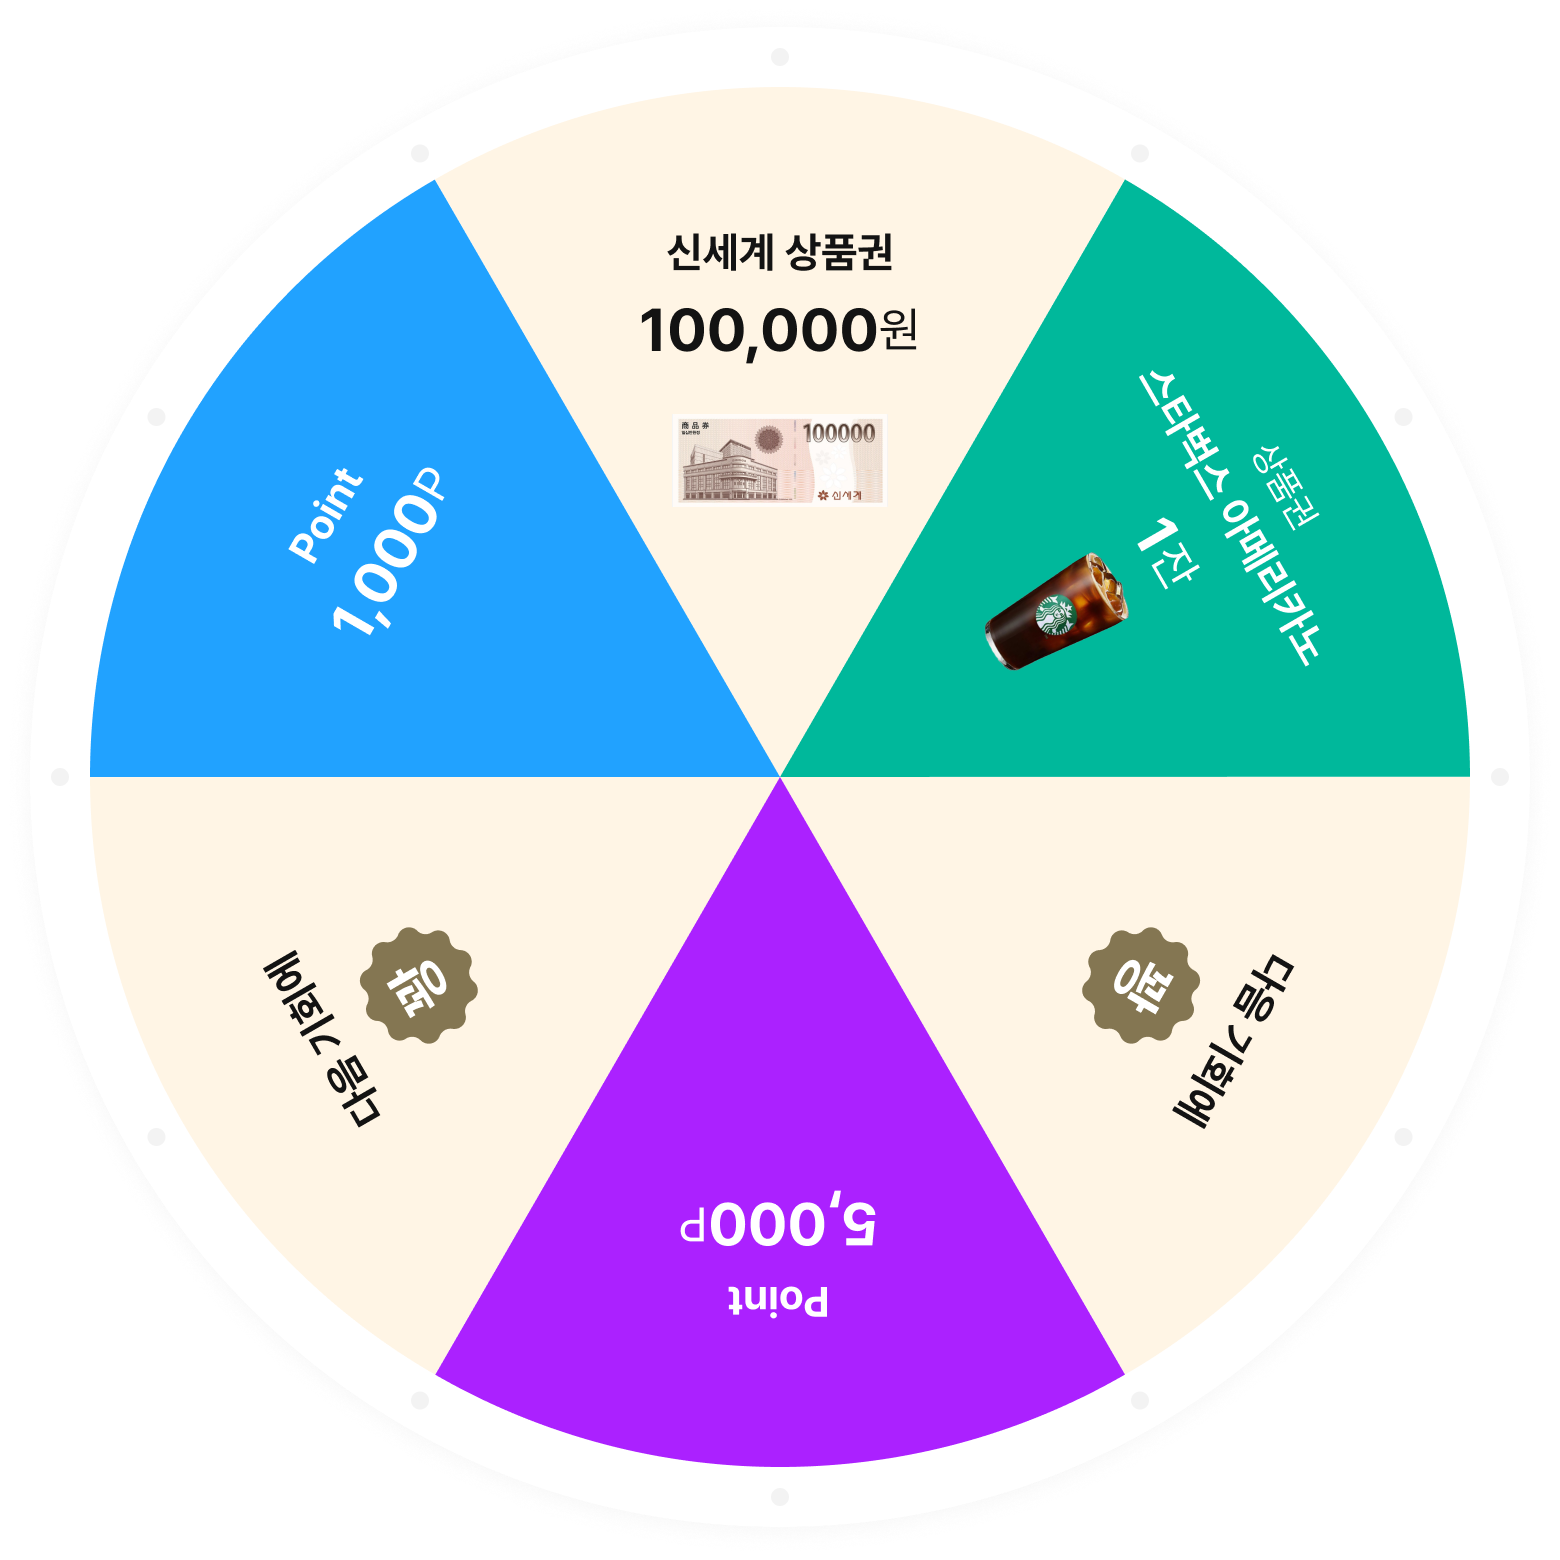 신세계 상품권
100,000원
商品券
100000
신세계
상품권
스타벅스 아메리카노
1잔
꽝
다음 기회에
5,000P
Point
꽝
다음 기회에
Point
1,000P